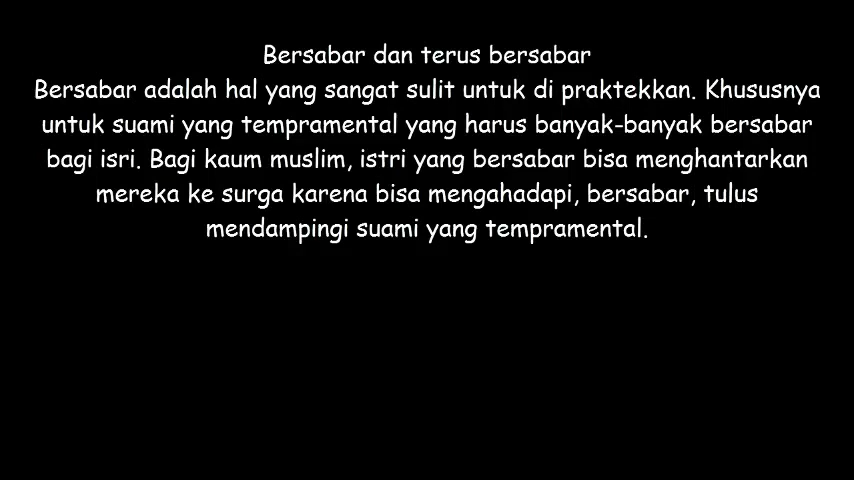 Bersabar dan terus bersabar
Bersabar adalah hal yang sangat sulit untuk di praktekkan. Khususnya
untuk suami yang tempramental yang harus banyak-banyak bersabar
bagi isri. Bagi kaum muslim, istri yang bersabar bisa menghantarkan
mereka ke surga karena bisa mengahadapi, bersabar, tulus
mendampingi suami yang tempramental.